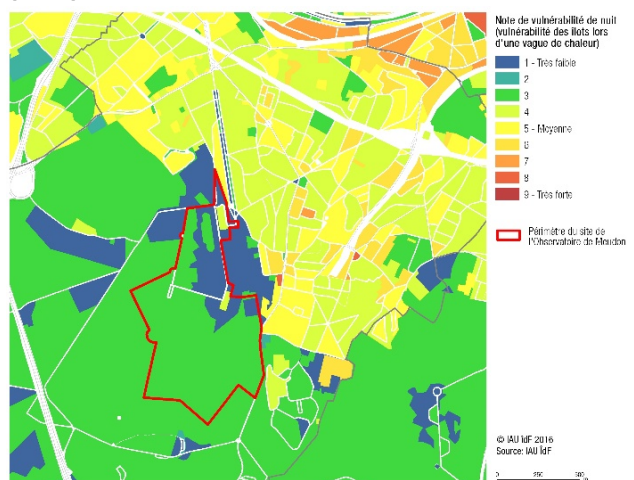 Note de vulnérabilité de nuit
(vulnérabilité des îlots lors
d'une vague de chaleur)
1 - Très faible
2
3
4
5 - Moyenne
6
7
8
9 - Très forte
Périmètre du site de
l'Observatoire de Meudon
© IAU îdF 2016
Source: IAU îdF
0 250 500